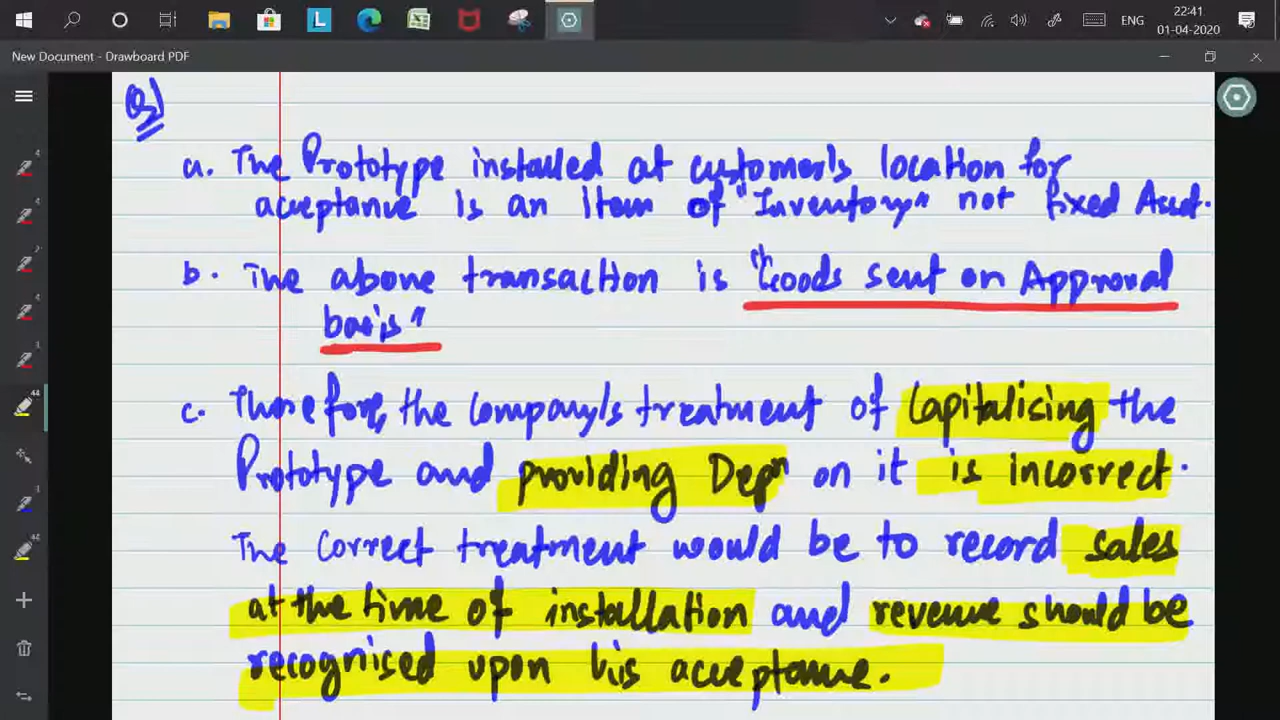 22:41
ENG
01-04-2020
New Document - Drawboard PDF
Q)
a. The Prototype installed at customer's location for
acceptance is an item of "Inventory" not fixed Asset.
b. The above transaction is "Goods sent on Approval
basis"
c. Therefore, the company's treatment of Capitalising the
Prototype and providing Depn on it is incorrect.
The correct treatment would be to record sales
at the time of installation and revenue should be
recognised upon his acceptance.